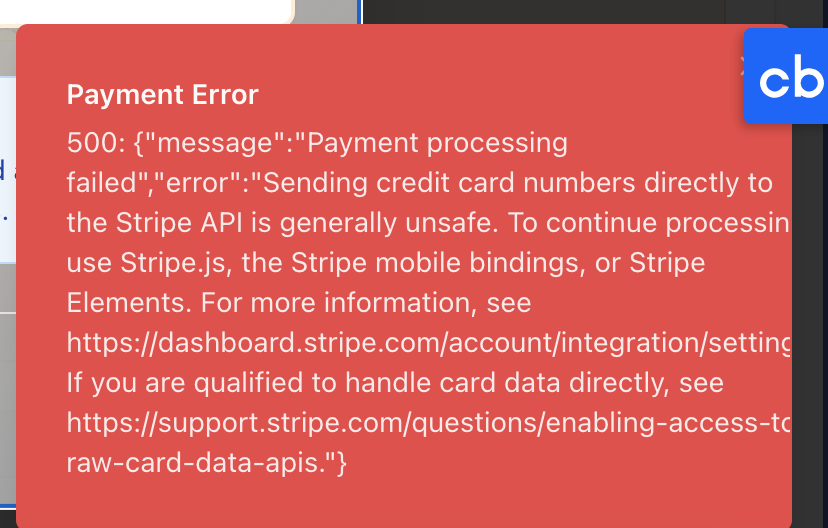 cb
Payment Error
500: {"message":"Payment processing
failed","error":"Sending credit card numbers directly to
the Stripe API is generally unsafe. To continue processin
use Stripe.js, the Stripe mobile bindings, or Stripe
Elements. For more information, see
https://dashboard.stripe.com/account/integration/setting
If you are qualified to handle card data directly, see
https://support.stripe.com/questions/enabling-access-to
raw-card-data-apis."}